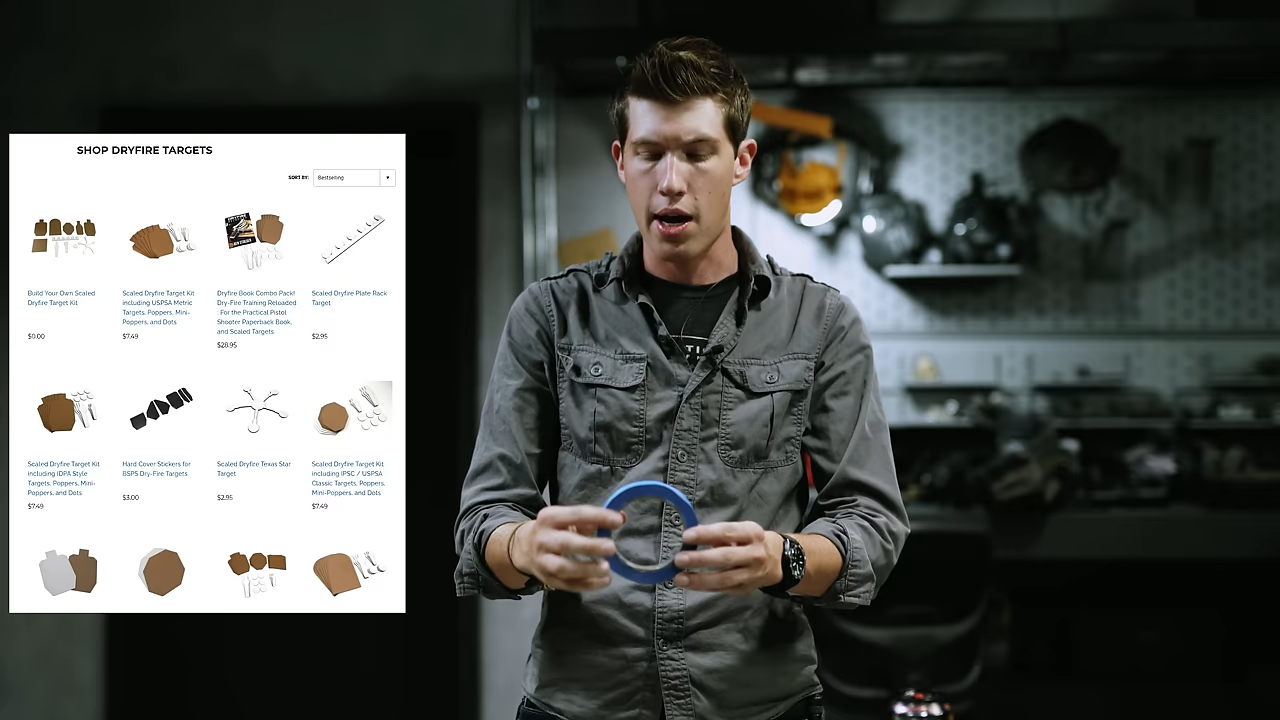 SHOP DRYFIRE TARGETS
SORT BY:
Bestselling
Build Your Own Scaled
Dryfire Target Kit
$0.00
Scaled Dryfire Target Kit
including USPSA Metric
Targets, Poppers, Mini-
Poppers, and Dots
$7.49
Dryfire Book Combo Pack!
Dry-Fire Training Reloaded
: For the Practical Pistol
Shooter Paperback Book,
and Scaled Targets
$28.95
Scaled Dryfire Plate Rack
Target
$2.95
Scaled Dryfire Target Kit
including IDPA Style
Targets, Poppers, Mini-
Poppers, and Dots
$7.49
Hard Cover Stickers for
BSPS Dry-Fire Targets
$3.00
Scaled Dryfire Texas Star
Target
$2.95
Scaled Dryfire Target Kit
including IPSC / USPSA
Classic Targets, Poppers,
Mini-Poppers, and Dots
$7.49